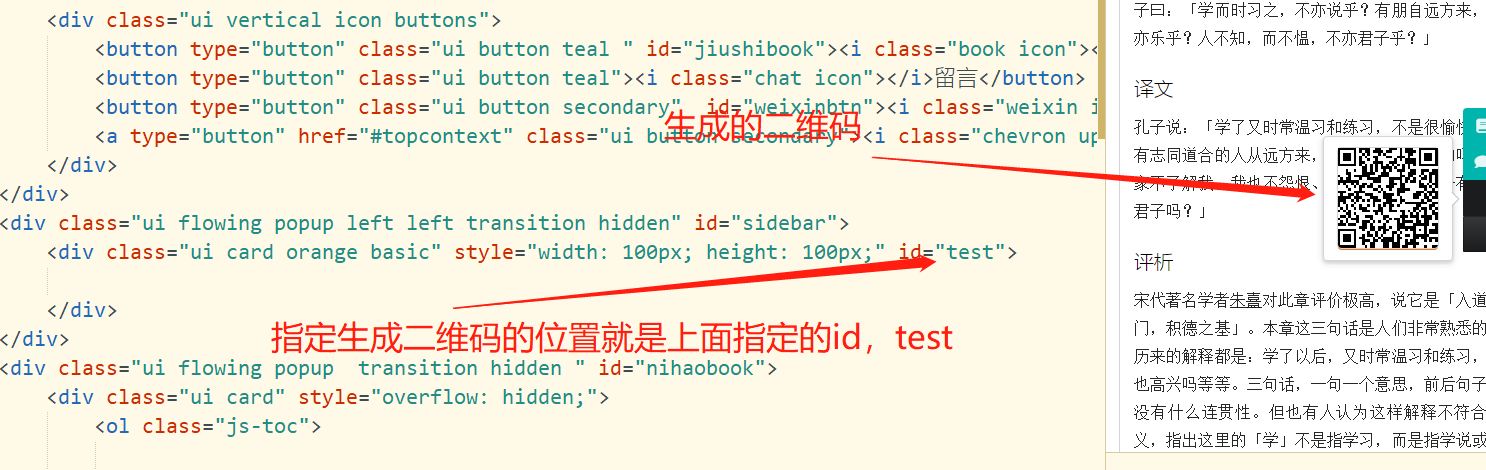 <div class="ui vertical icon buttons">
<button type="button" class="ui button teal " id="jiushibook"><i class="book icon"><
<button type="button" class="ui button teal"><i class="chat icon"></i>留言</button>
<button type="button" class="ui button secondary"  id="weixinbtn"><i class="weixin i
<a type="button" href="#topcontext" class="ui button secondary"><i class="chevron up
</div>
</div>
<div class="ui flowing popup left left transition hidden" id="sidebar">
<div class="ui card orange basic" style="width: 100px; height: 100px;" id="test">
</div>
</div>
<div class="ui flowing popup  transition hidden " id="nihaobook">
<div class="ui card" style="overflow: hidden;">
<ol class="js-toc">
生成的二维码
指定生成二维码的位置就是上面指定的id，test
子曰：「学而时习之，不亦说乎？有朋自远方来，
亦乐乎？人不知，而不愠，不亦君子乎？」
译文
孔子说：「学了又时常温习和练习，不是很愉快
有志同道合的人从远方来，
家不了解我，我也不怨恨、
君子吗？」
评析
宋代著名学者朱熹对此章评价极高，说它是「入道
门，积德之基」。本章这三句话是人们非常熟悉的
历来的解释都是：学了以后，又时常温习和练习，
也高兴吗等等。三句话，一句一个意思，前后句子
没有什么连贯性。但也有人认为这样解释不符合
义，指出这里的「学」不是指学习，而是指学说或